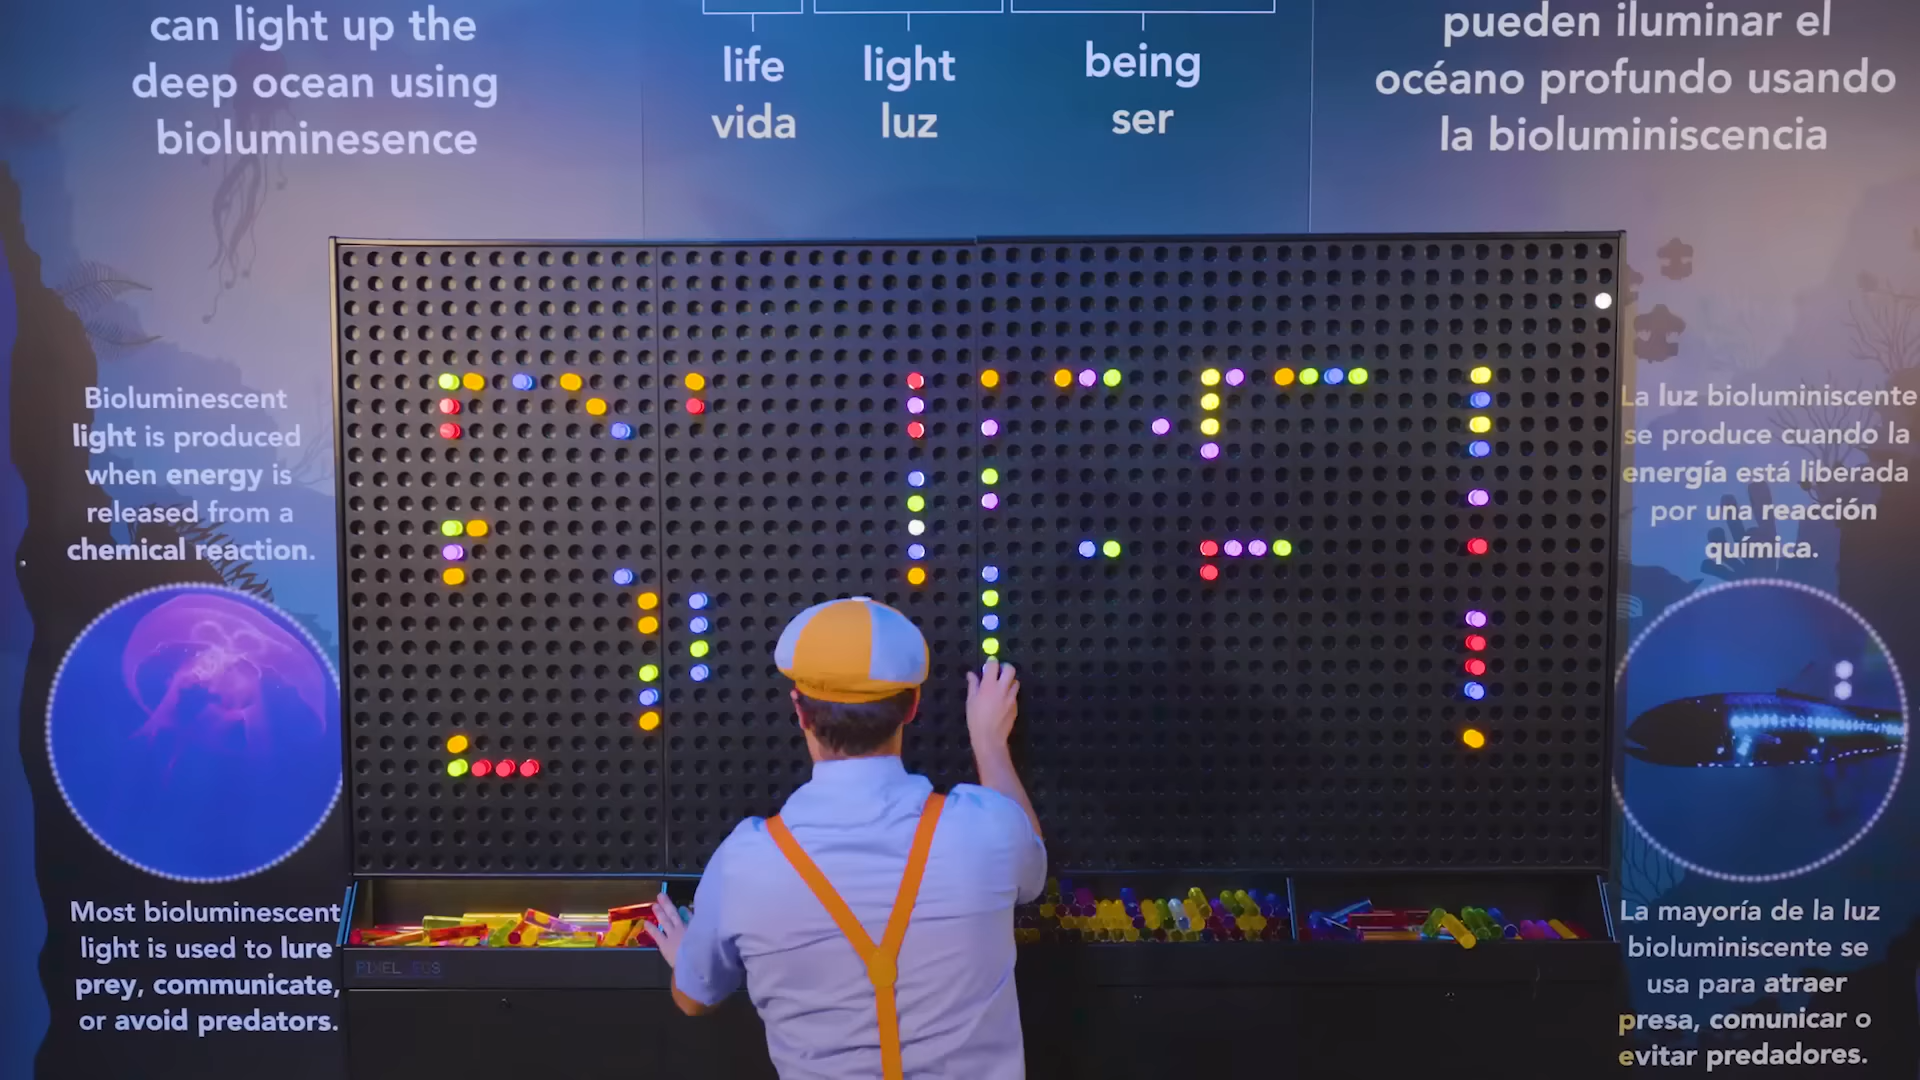 can light up the
deep ocean using
bioluminesence
life
vida
light
luz
being
ser
pueden iluminar el
océano profundo usando
la bioluminiscencia
Bioluminescent
light is produced
when energy is
released from a
chemical reaction.
Most bioluminescent
light is used to lure
prey, communicate,
or avoid predators.
La luz bioluminiscente
se produce cuando la
energía está liberada
por una reacción
química.
La mayoría de la luz
bioluminiscente se
usa para atraer
presa, comunicar o
evitar predadores.